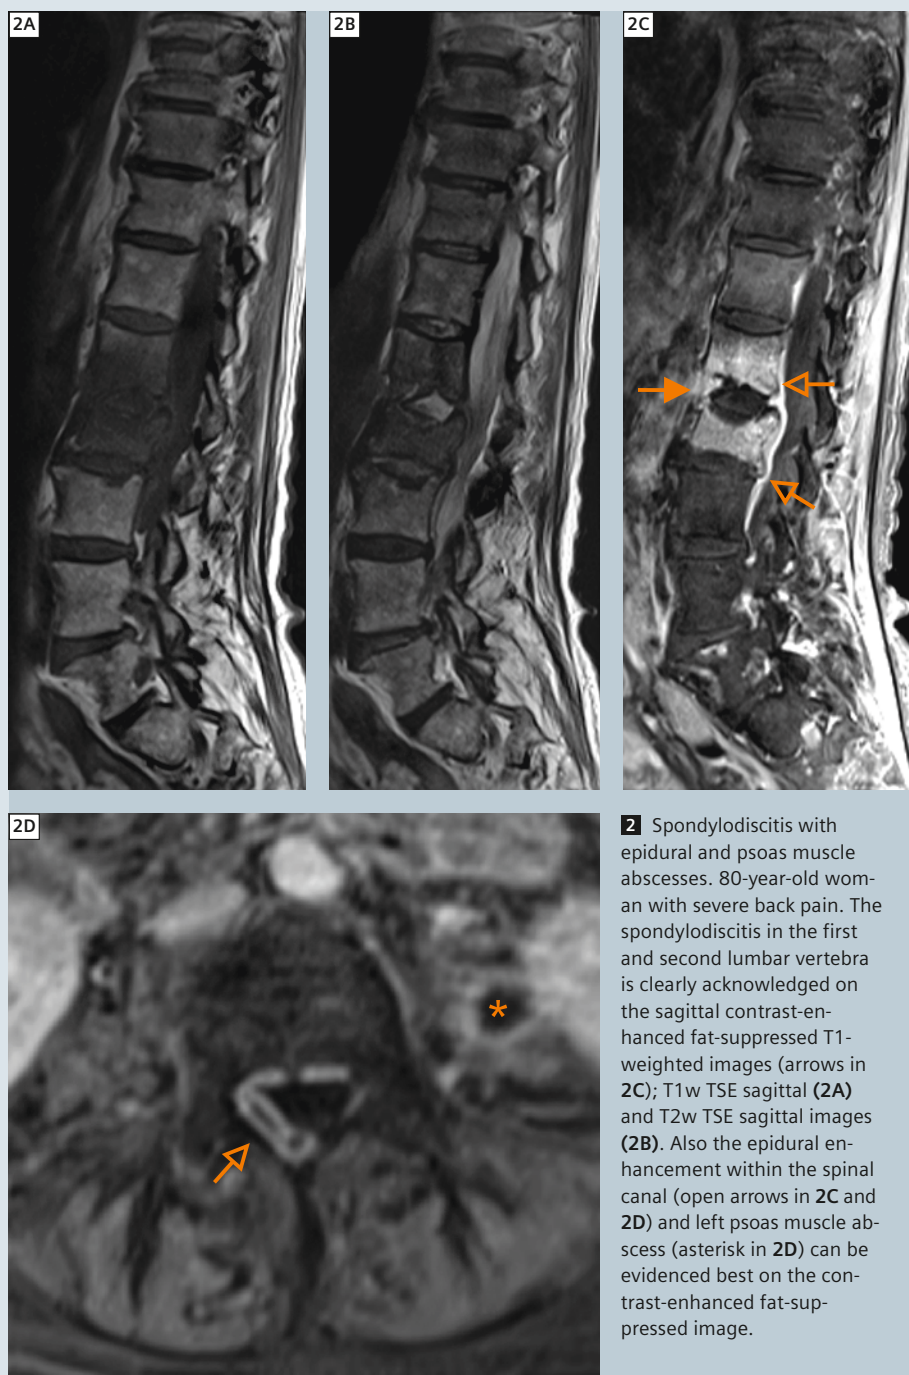 2A
2B
2C
2D
2 Spondylodiscitis with
epidural and psoas muscle
abscesses. 80-year-old wom-
an with severe back pain. The
spondylodiscitis in the first
and second lumbar vertebra
is clearly acknowledged on
the sagittal contrast-en-
hanced fat-suppressed T1-
weighted images (arrows in
2C); T1w TSE sagittal (2A)
and T2w TSE sagittal images
(2B). Also the epidural en-
hancement within the spinal
canal (open arrows in 2C and
2D) and left psoas muscle ab-
scess (asterisk in 2D) can be
evidenced best on the con-
trast-enhanced fat-sup-
pressed image.